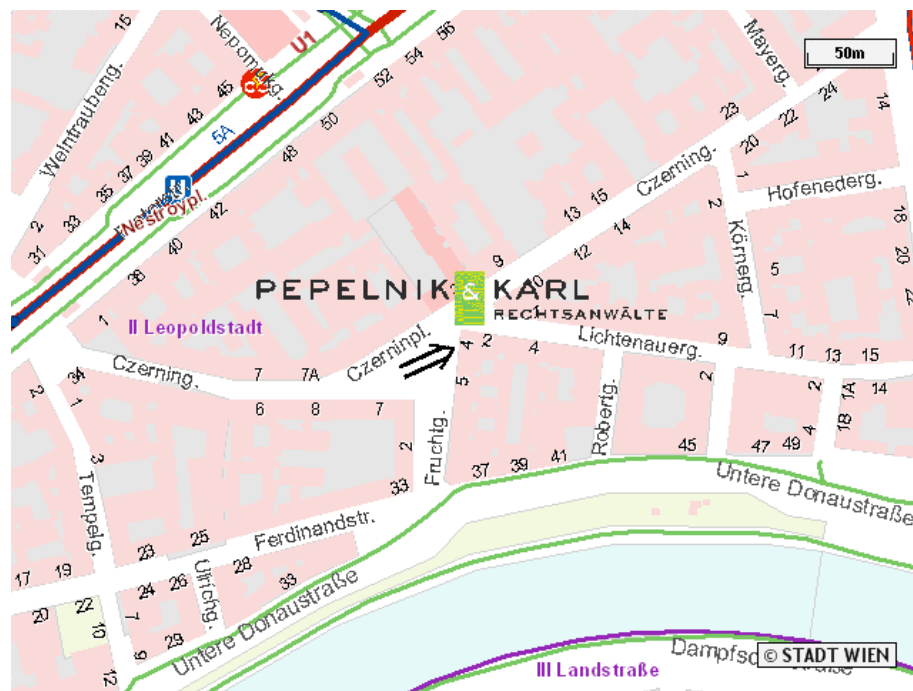 15
Nepomukg.
U1
45
43
41
39
37
35
33
31
2
Weintraubeng.
5A
U
Nestroypl.
56
54
52
50
48
42
40
38
1
Mayerg.
50m
24
22
20
14
23
Czerning.
15
13
9
14
12
10
1
2
Hofenederg.
18
20
Körnerg.
5
7
PEPELNIK & KARL
RECHTSANWÄLTE
II Leopoldstadt
Czerninpl.
4
2
4
Lichtenauerg.
9
11
13
15
Czerning.
34
2
1
7
7A
6
8
7
5
2
Fruchtg.
Robertg.
2
2
1A
14
4
1B
37
39
41
45
47
49
Untere Donaustraße
33
Ferdinandstr.
3
Tempelg.
25
23
17
19
28
26
24
33
Ulrichg.
20
22
10
7
9
29
12
Untere Donaustraße
III Landstraße
© STADT WIEN